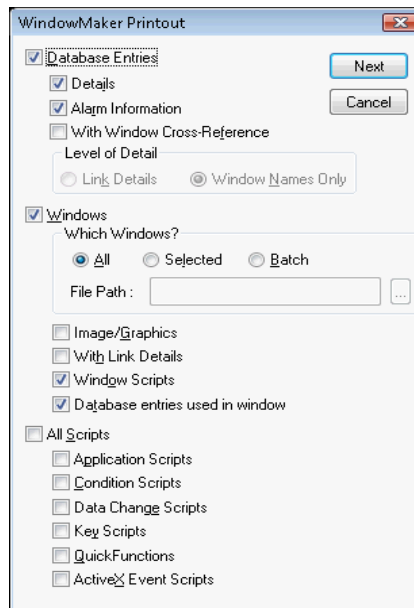 WindowMaker Printout
Database Entries
Next
Details
Cancel
Alarm Information
With Window Cross-Reference
Level of Detail
Link Details Window Names Only
Windows
Which Windows?
All Selected Batch
File Path :
...
Image/Graphics
With Link Details
Window Scripts
Database entries used in window
All Scripts
Application Scripts
Condition Scripts
Data Change Scripts
Key Scripts
QuickFunctions
ActiveX Event Scripts